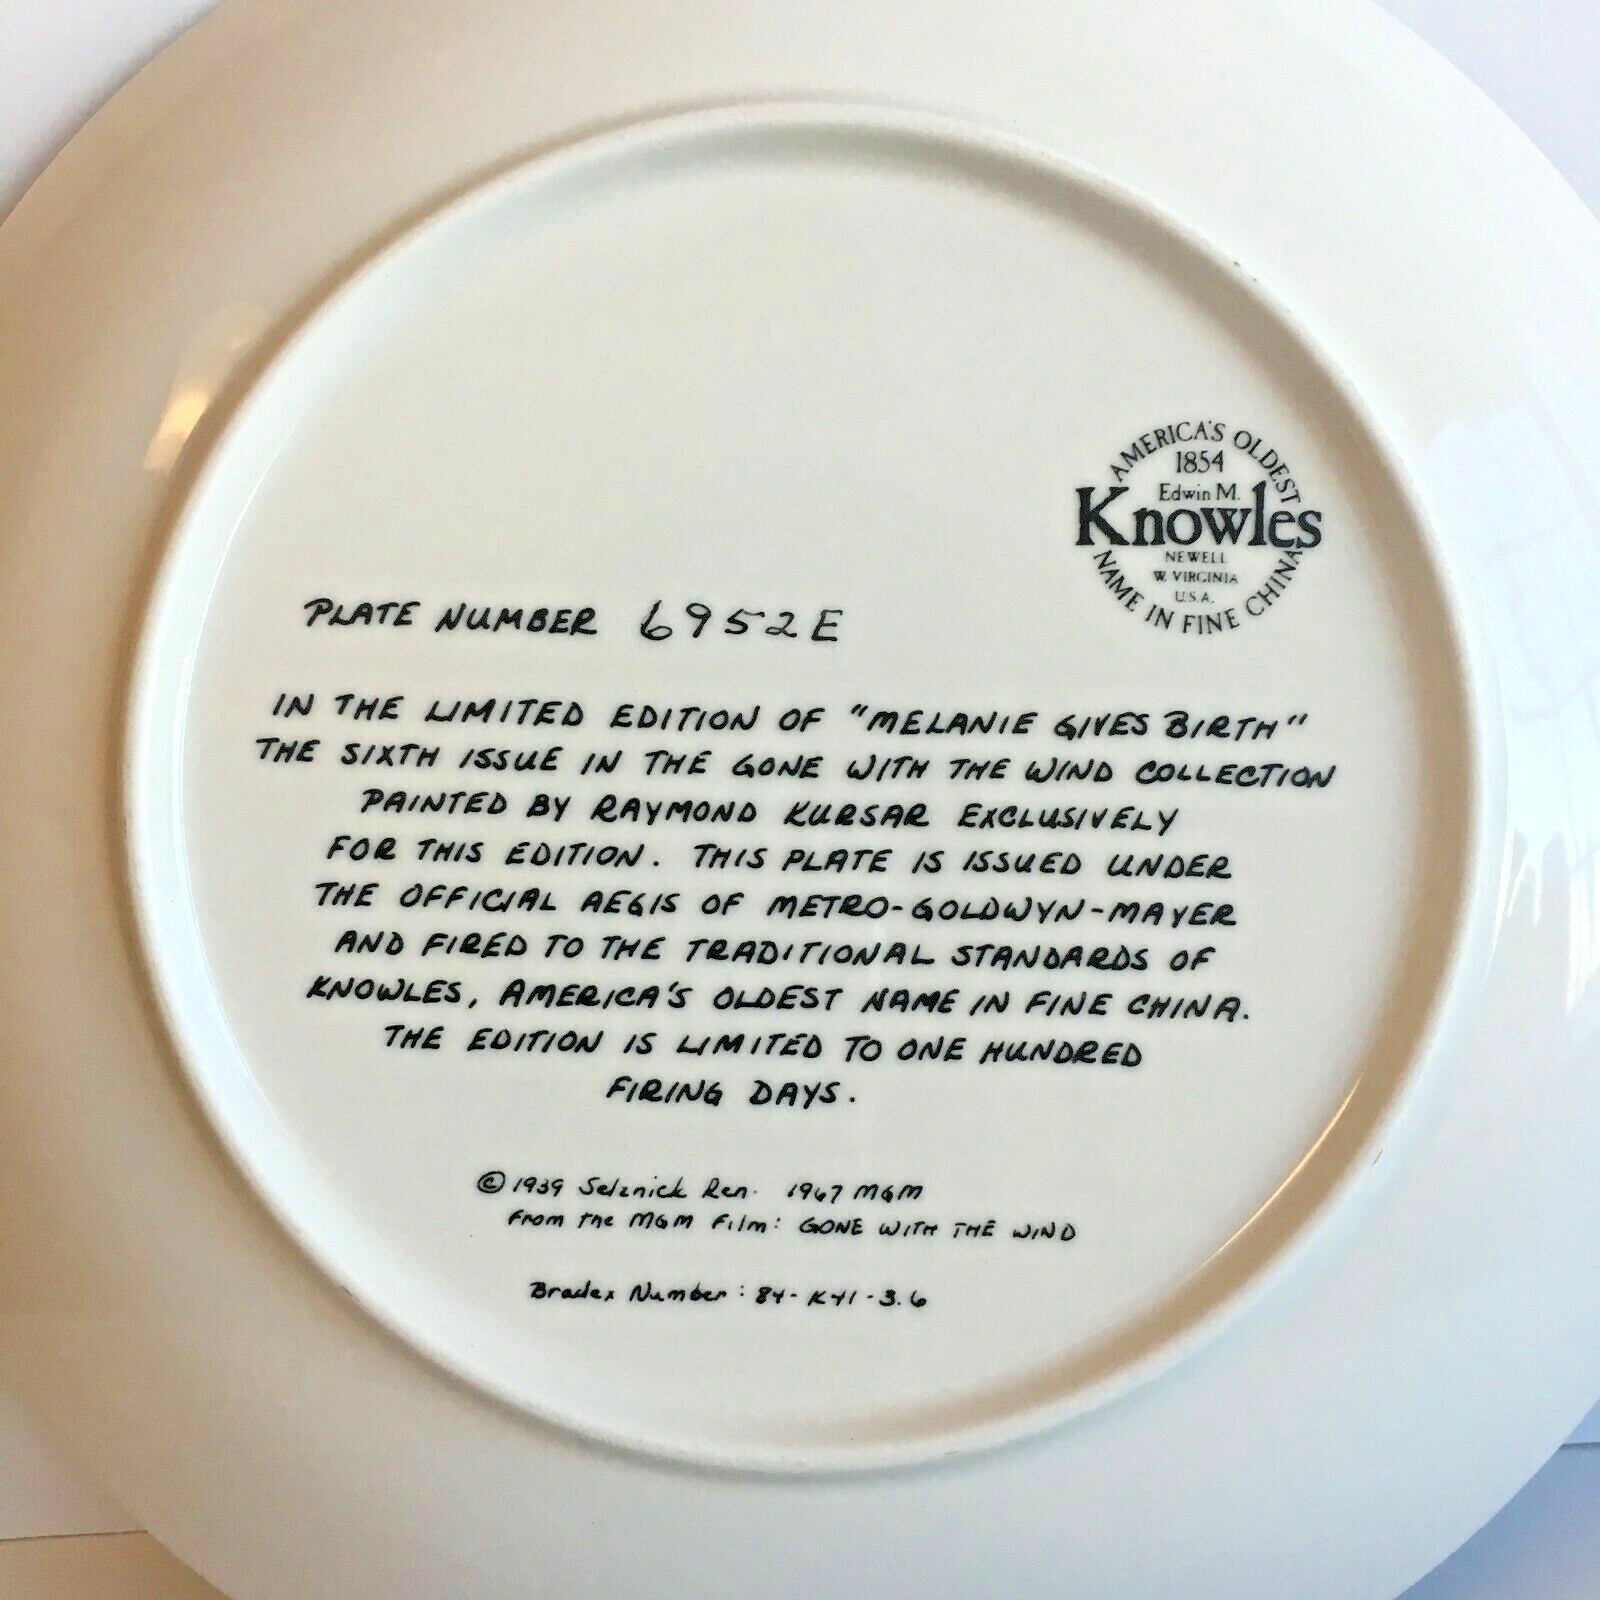 AMERICA'S OLDEST
1854
Edwin M.
Knowles
NEWELL
W. VIRGINIA
U.S.A.
NAME IN FINE CHINA
PLATE NUMBER 6952E
IN THE LIMITED EDITION OF "MELANIE GIVES BIRTH"
THE SIXTH ISSUE IN THE GONE WITH THE WIND COLLECTION
PAINTED BY RAYMOND KURSAR EXCLUSIVELY
FOR THIS EDITION. THIS PLATE IS ISSUED UNDER
THE OFFICIAL AEGIS OF METRO-GOLDWYN-MAYER
AND FIRED TO THE TRADITIONAL STANDARDS OF
KNOWLES, AMERICA'S OLDEST NAME IN FINE CHINA.
THE EDITION IS LIMITED TO ONE HUNDRED
FIRING DAYS.
© 1939 Selznick Ren. 1967 MGM
From the MGM Film: GONE WITH THE WIND
Bradex Number: 84-K41-3.6